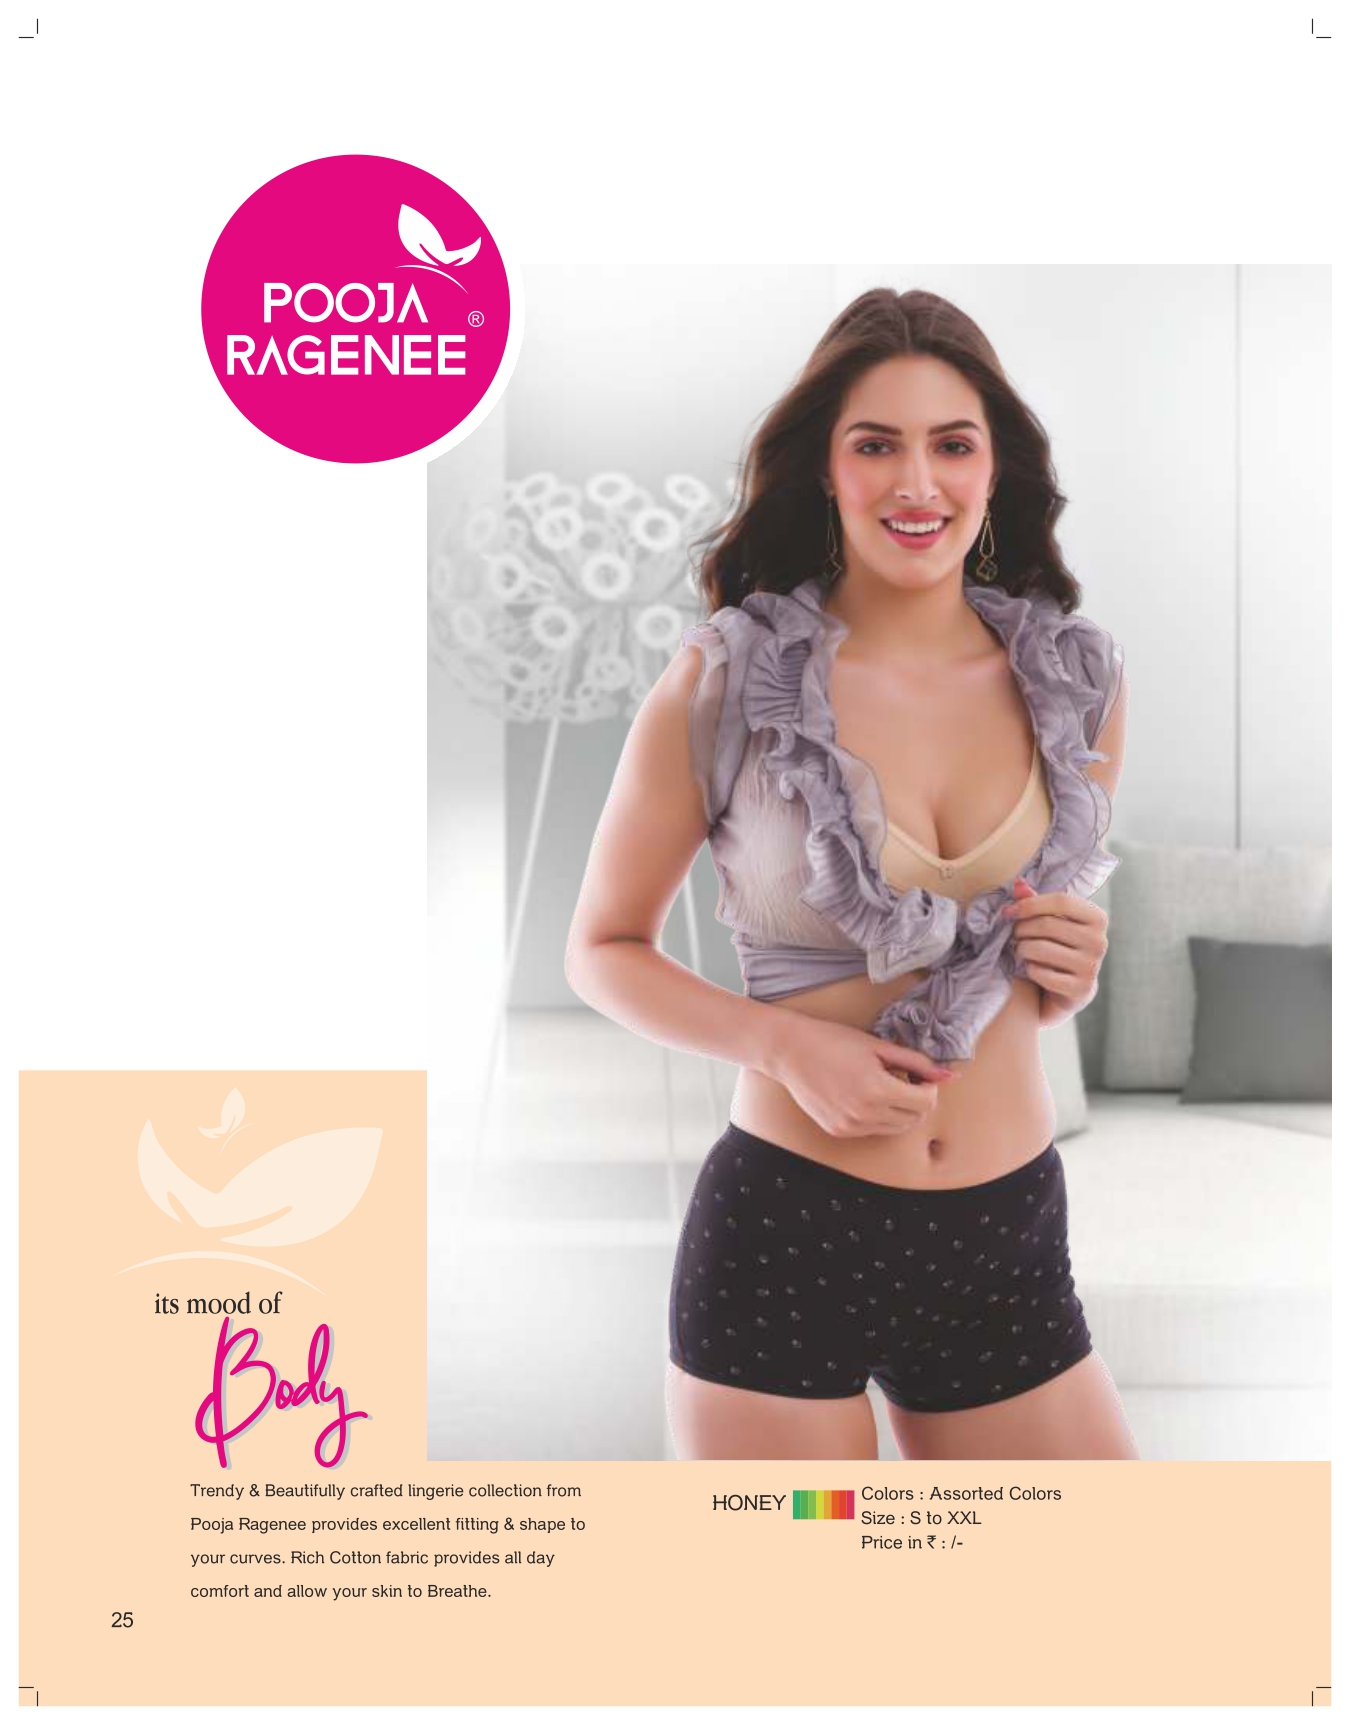 POOJA
RAGENEE ®
its mood of
Body
Trendy & Beautifully crafted lingerie collection from
Pooja Ragenee provides excellent fitting & shape to
your curves. Rich Cotton fabric provides all day
comfort and allow your skin to Breathe.
HONEY
Colors : Assorted Colors
Size : S to XXL
Price in ₹ : /-
25